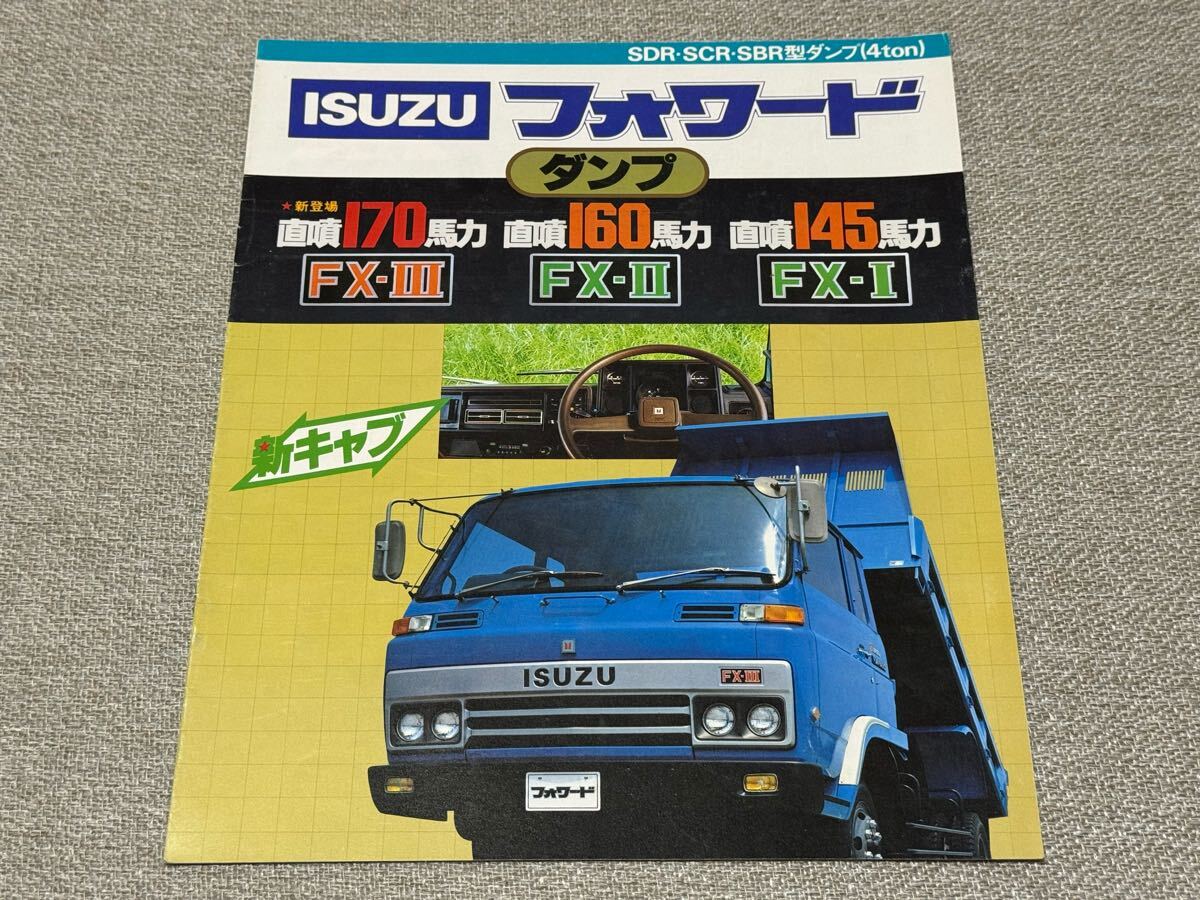 SDR・SCR・SBR型ダンプ(4ton)
ISUZU フォワード
ダンプ
★新登場
直噴170馬力 直噴160馬力 直噴145馬力
FX-III FX-II FX-I
★新キャブ
ISUZU FX-III
フォワード